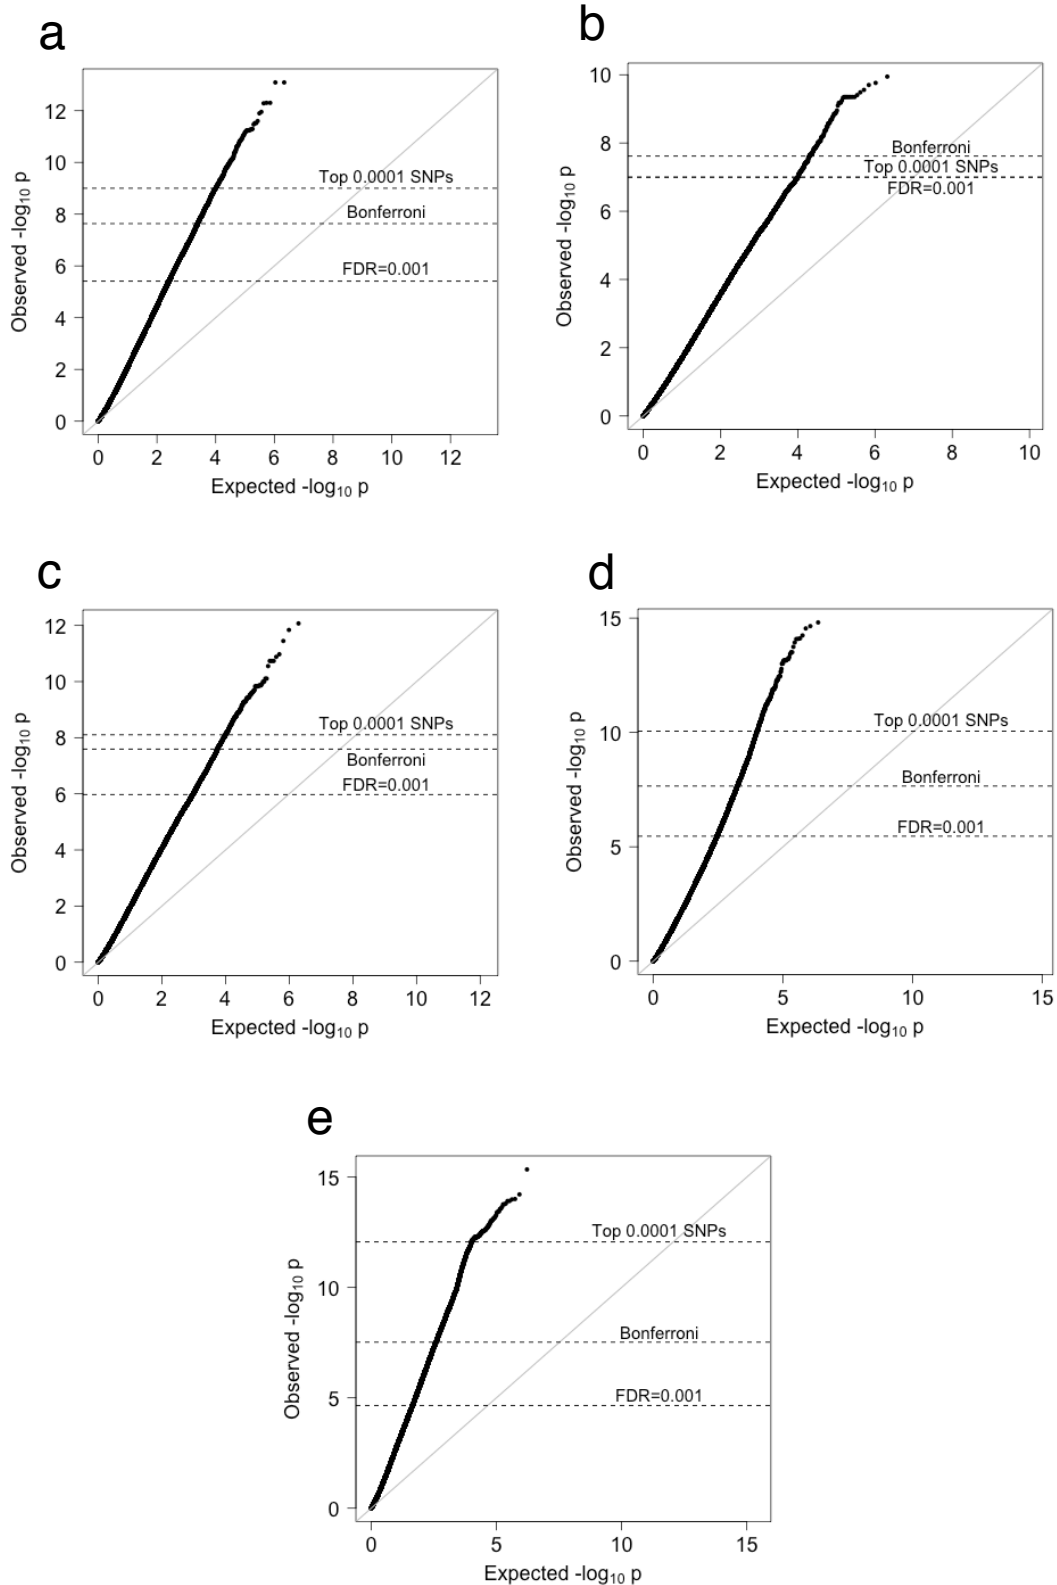 a
Observed -log10 p
12
10
8
6
4
2
0
Top 0.0001 SNPs
Bonferroni
FDR=0.001
0 2 4 6 8 10 12
Expected -log10 p
b
Observed -log10 p
10
8
6
4
2
0
Bonferroni
Top 0.0001 SNPs
FDR=0.001
0 2 4 6 8 10
Expected -log10 p
c
Observed -log10 p
12
10
8
6
4
2
0
Top 0.0001 SNPs
Bonferroni
FDR=0.001
0 2 4 6 8 10 12
Expected -log10 p
d
Observed -log10 p
15
10
5
0
Top 0.0001 SNPs
Bonferroni
FDR=0.001
0 5 10 15
Expected -log10 p
e
Observed -log10 p
15
10
5
0
Top 0.0001 SNPs
Bonferroni
FDR=0.001
0 5 10 15
Expected -log10 p